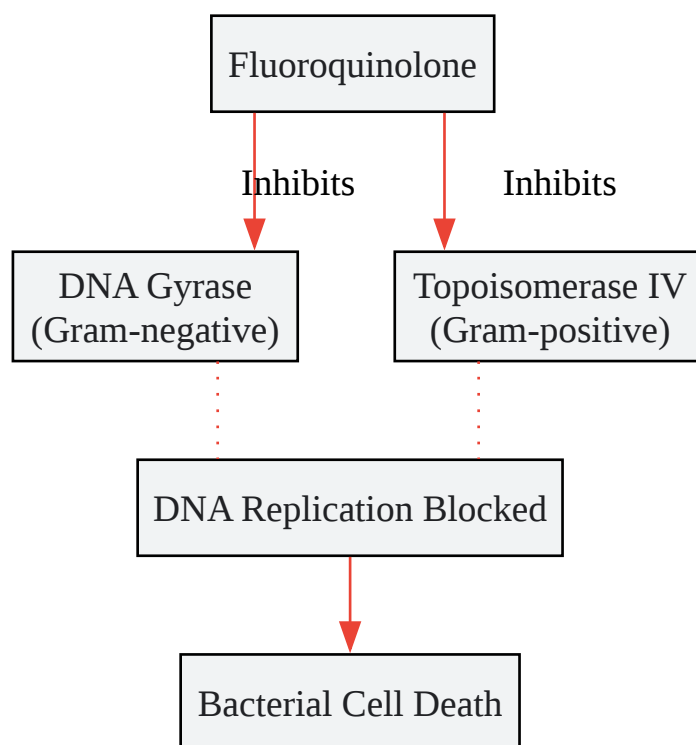 Fluoroquinolone
Inhibits
Inhibits
DNA Gyrase
(Gram-negative)
Topoisomerase IV
(Gram-positive)
DNA Replication Blocked
Bacterial Cell Death